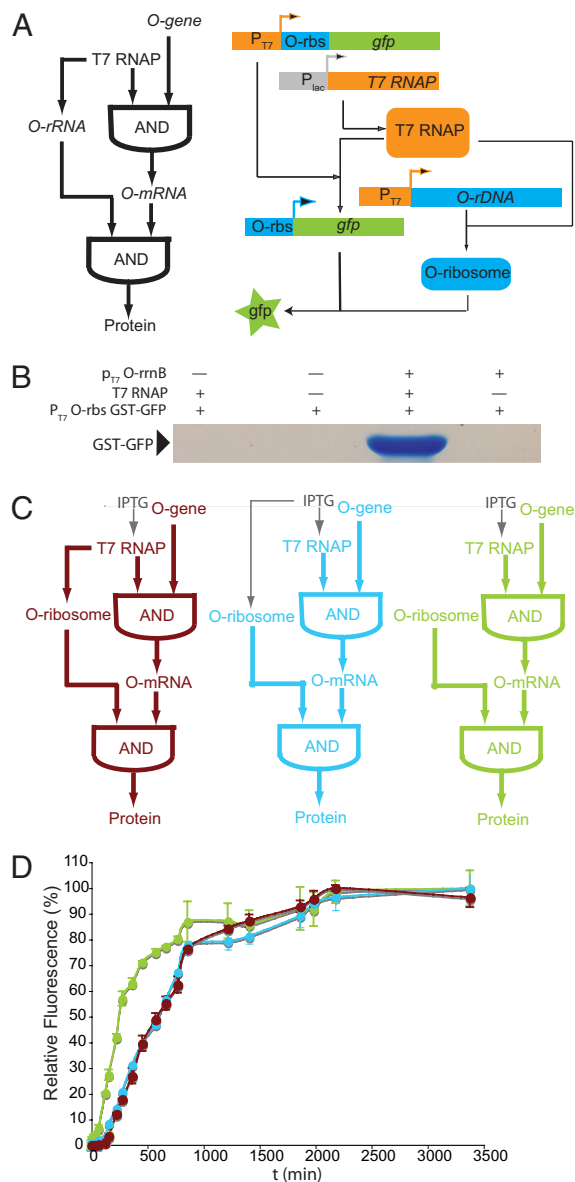 A
O-gene
T7 RNAP
O-rRNA
AND
O-mRNA
AND
Protein
PT7 O-rbs gfp
Plac T7 RNAP
T7 RNAP
PT7 O-rDNA
O-rbs gfp
O-ribosome
gfp
B
pT7 O-rrnB — — + +
T7 RNAP + — + —
PT7 O-rbs GST-GFP + + + +
GST-GFP
C
IPTG O-gene
T7 RNAP
O-ribosome AND
O-mRNA
AND
Protein
IPTG O-gene
T7 RNAP
O-ribosome AND
O-mRNA
AND
Protein
IPTG O-gene
T7 RNAP
O-ribosome AND
O-mRNA
AND
Protein
D
Relative Fluorescence (%)
110
100
90
80
70
60
50
40
30
20
10
0
0 500 1000 1500 2000 2500 3000 3500
t (min)